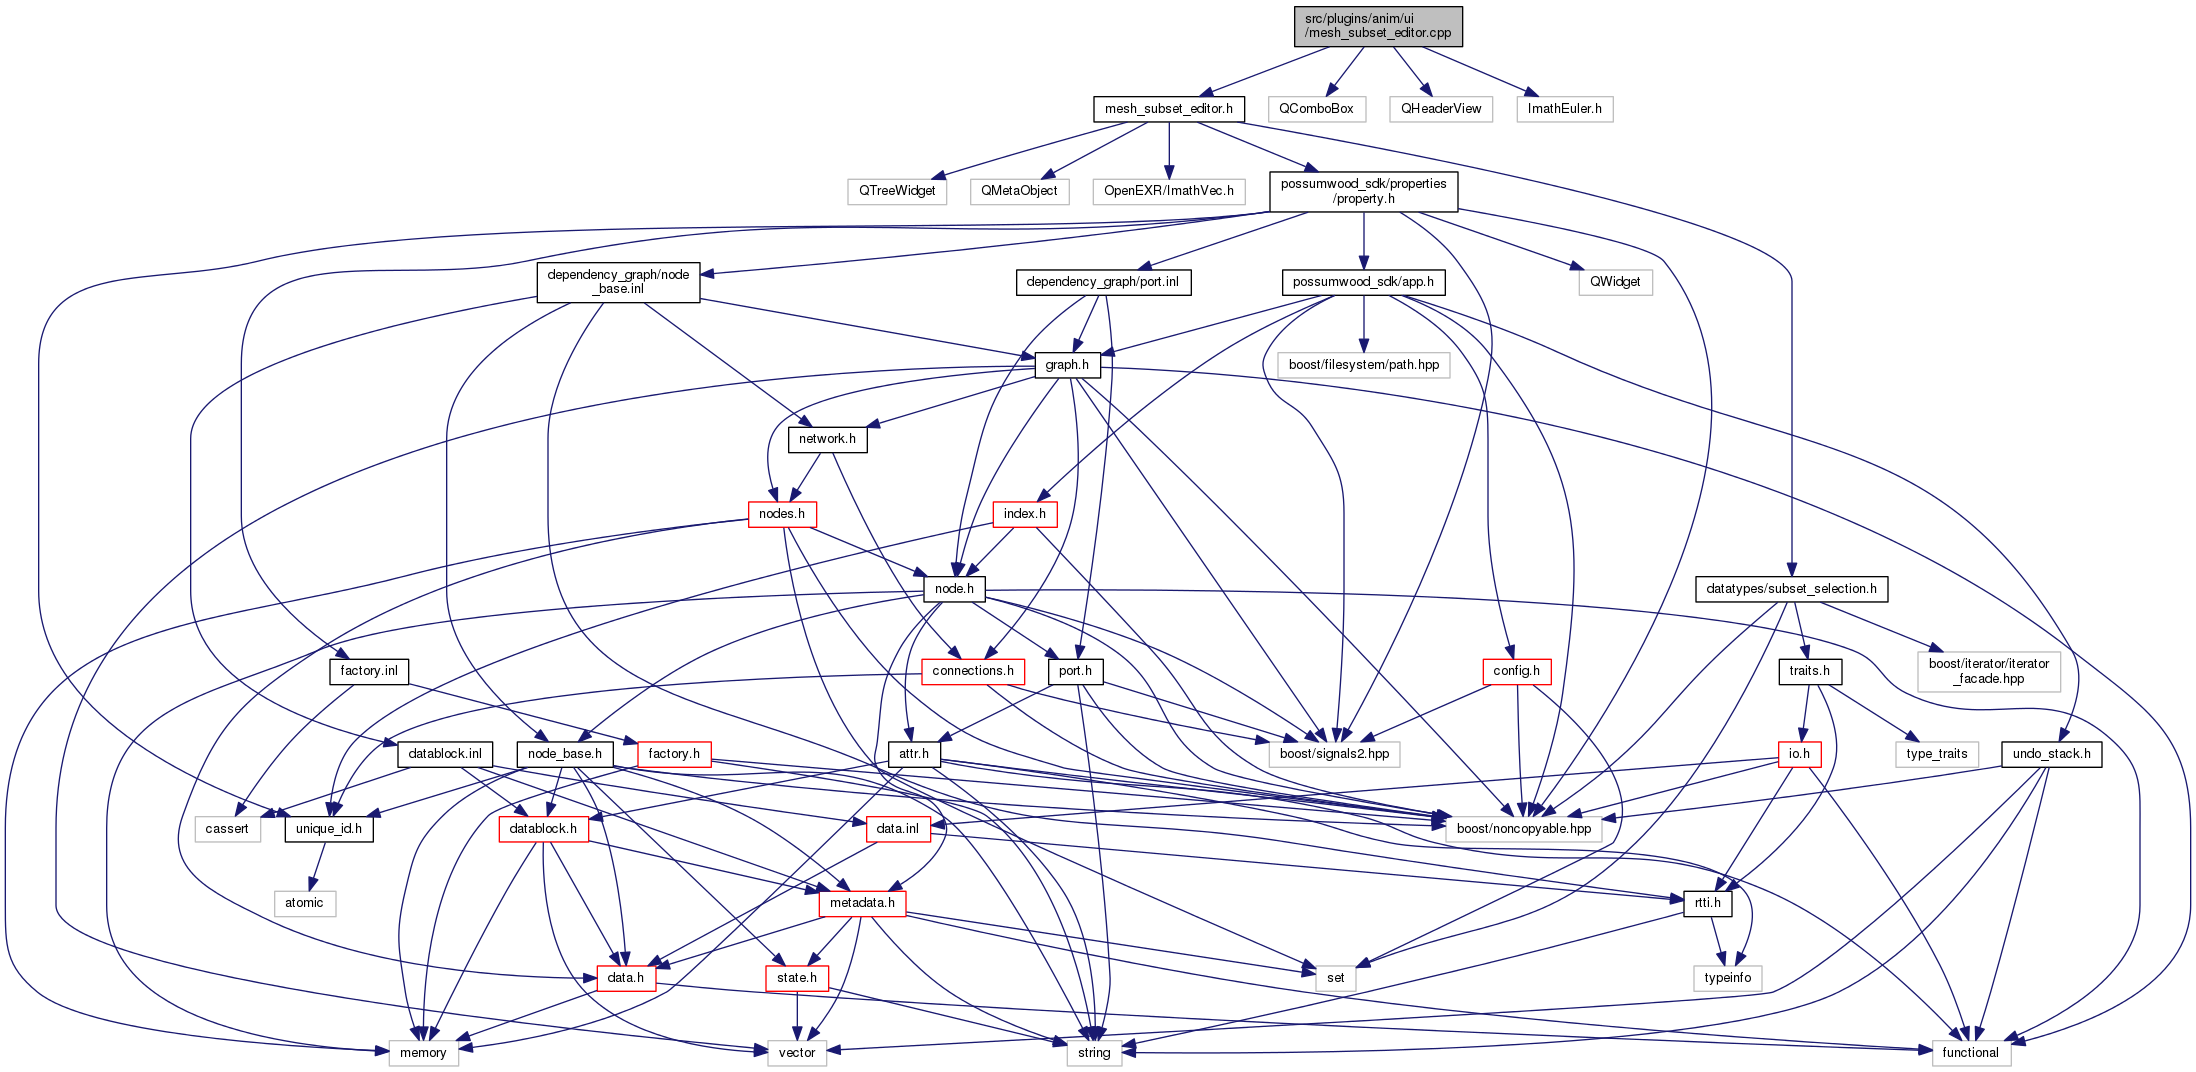 src/plugins/anim/ui
/mesh_subset_editor.cpp
mesh_subset_editor.h
QComboBox
QHeaderView
ImathEuler.h
QTreeWidget
QMetaObject
OpenEXR/ImathVec.h
possumwood_sdk/properties
/property.h
dependency_graph/node
_base.inl
dependency_graph/port.inl
possumwood_sdk/app.h
QWidget
graph.h
boost/filesystem/path.hpp
network.h
nodes.h
index.h
node.h
datatypes/subset_selection.h
factory.inl
connections.h
port.h
config.h
traits.h
boost/iterator/iterator
_facade.hpp
datablock.inl
node_base.h
factory.h
attr.h
boost/signals2.hpp
io.h
type_traits
undo_stack.h
cassert
unique_id.h
datablock.h
data.inl
boost/noncopyable.hpp
atomic
metadata.h
rtti.h
data.h
state.h
set
typeinfo
memory
vector
string
functional